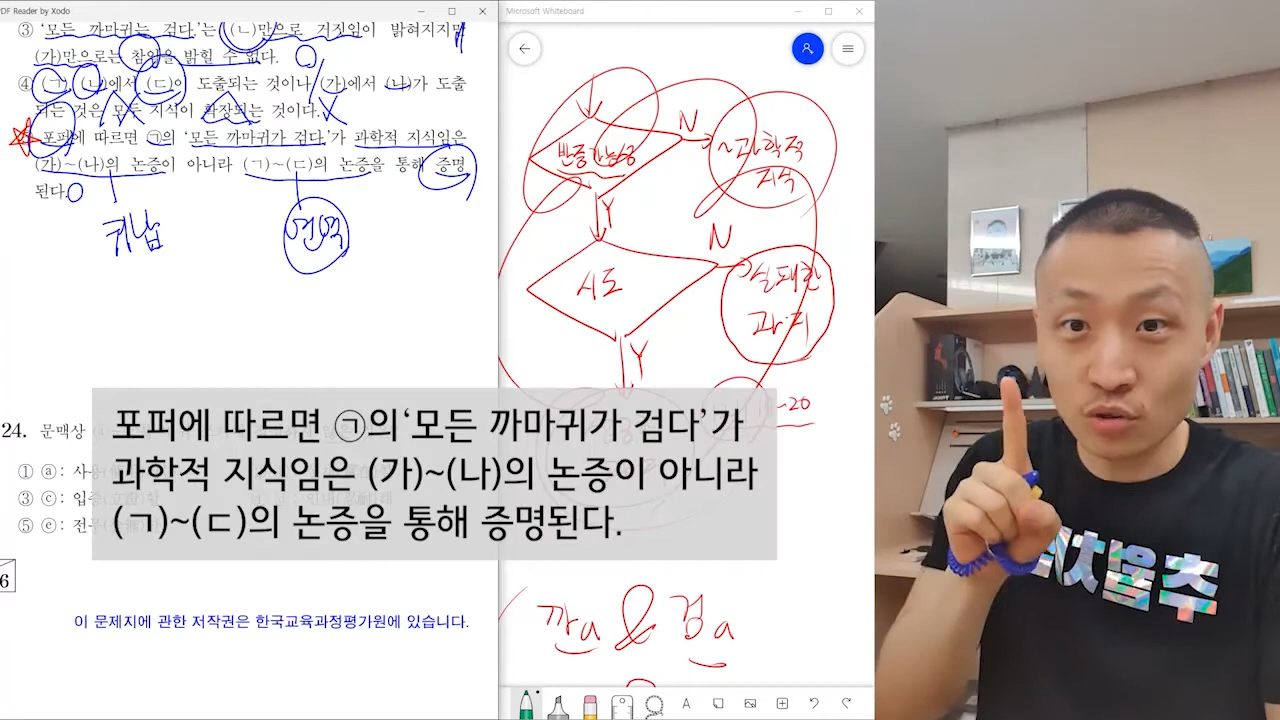 PDF Reader by Xodo
Microsoft Whiteboard
③ '모든 까마귀는 검다.'는 (ㄴ)만으로 거짓임이 밝혀지지만
(가)만으로는 참임을 밝힐 수 없다.
④ (ㄱ), (ㄴ)에서 (ㄷ)이 도출되는 것이나 (가)에서 (나)가 도출
되는 것은 모두 지식이 확장되는 것이다.
포퍼에 따르면 ㉠의 '모든 까마귀가 검다.'가 과학적 지식임은
(가)~(나)의 논증이 아니라 (ㄱ)~(ㄷ)의 논증을 통해 증명
된다.
귀납
연역
반증가능성
N
~과학적
지식
Y
시도
N
실패한
과학
Y
~20
24. 문맥상
① ⓐ: 사
③ ⓒ: 입증
⑤ ⓔ: 전
포퍼에 따르면 ㉠의‘모든 까마귀가 검다’가
과학적 지식임은 (가)~(나)의 논증이 아니라
(ㄱ)~(ㄷ)의 논증을 통해 증명된다.
6
이 문제지에 관한 저작권은 한국교육과정평가원에 있습니다.
깐a & 검a